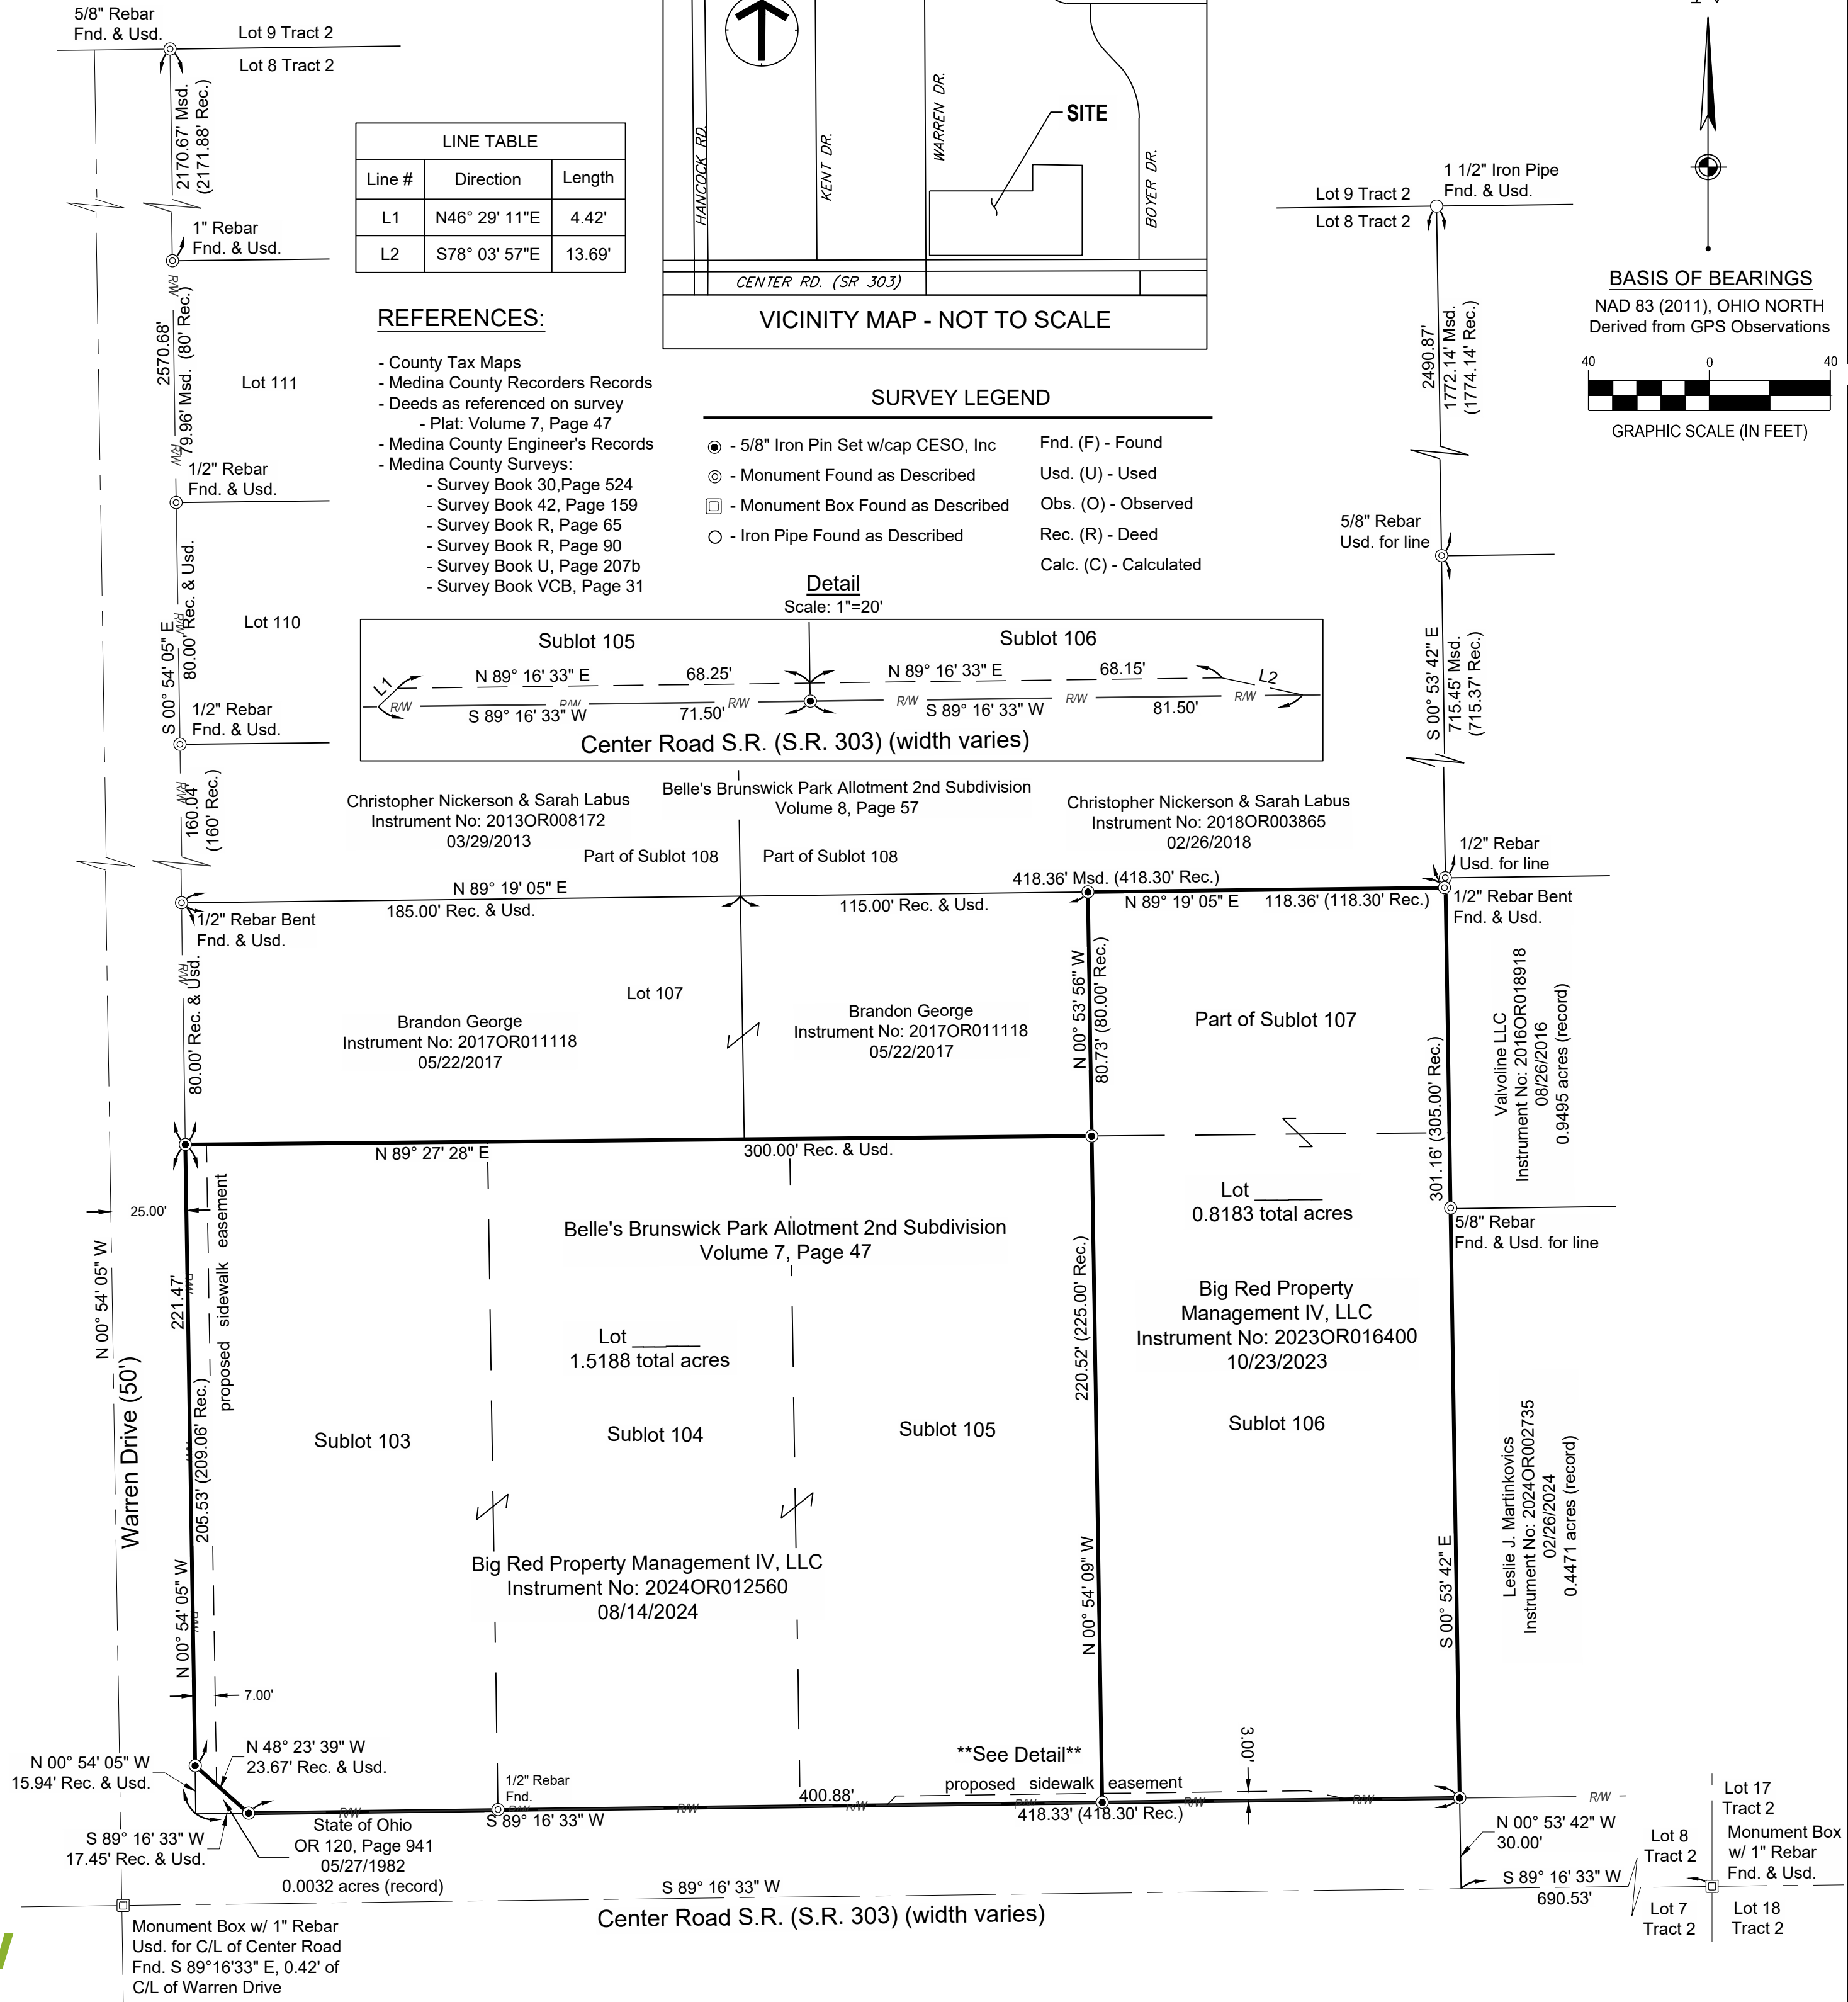 5/8" Rebar
Fnd. & Usd.
Lot 9 Tract 2
Lot 8 Tract 2
2170.67' Msd.
(2171.88' Rec.)
1" Rebar
Fnd. & Usd.
R/W
2570.68'
79.96' Msd. (80' Rec.)
R/W
Lot 111
1/2" Rebar
Fnd. & Usd.
S 00° 54' 05" E
80.00' Rec. & Usd.
R/W
Lot 110
1/2" Rebar
Fnd. & Usd.
R/W
160.04'
(160' Rec.)
LINE TABLE
Line # Direction Length
L1 N46° 29' 11"E 4.42'
L2 S78° 03' 57"E 13.69'
REFERENCES:
- County Tax Maps
- Medina County Recorders Records
- Deeds as referenced on survey
- Plat: Volume 7, Page 47
- Medina County Engineer's Records
- Medina County Surveys:
- Survey Book 30,Page 524
- Survey Book 42, Page 159
- Survey Book R, Page 65
- Survey Book R, Page 90
- Survey Book U, Page 207b
- Survey Book VCB, Page 31
HANCOCK RD.
KENT DR.
WARREN DR.
BOYER DR.
SITE
CENTER RD. (SR 303)
VICINITY MAP - NOT TO SCALE
SURVEY LEGEND
- 5/8" Iron Pin Set w/cap CESO, Inc
- Monument Found as Described
- Monument Box Found as Described
- Iron Pipe Found as Described
Fnd. (F) - Found
Usd. (U) - Used
Obs. (O) - Observed
Rec. (R) - Deed
Calc. (C) - Calculated
Lot 9 Tract 2
Lot 8 Tract 2
1 1/2" Iron Pipe
Fnd. & Usd.
2490.87'
1772.14' Msd.
(1774.14' Rec.)
5/8" Rebar
Usd. for line
S 00° 53' 42" E
715.45' Msd.
(715.37' Rec.)
1/2" Rebar
Usd. for line
1/2" Rebar Bent
Fnd. & Usd.
BASIS OF BEARINGS
NAD 83 (2011), OHIO NORTH
Derived from GPS Observations
40 0 40
GRAPHIC SCALE (IN FEET)
Detail
Scale: 1"=20'
Sublot 105
Sublot 106
L1
N 89° 16' 33" E 68.25'
N 89° 16' 33" E 68.15'
L2
R/W R/W R/W R/W R/W R/W
S 89° 16' 33" W 71.50'
S 89° 16' 33" W 81.50'
Center Road S.R. (S.R. 303) (width varies)
Christopher Nickerson & Sarah Labus
Instrument No: 2013OR008172
03/29/2013
Belle's Brunswick Park Allotment 2nd Subdivision
Volume 8, Page 57
Christopher Nickerson & Sarah Labus
Instrument No: 2018OR003865
02/26/2018
Part of Sublot 108
Part of Sublot 108
418.36' Msd. (418.30' Rec.)
N 89° 19' 05" E
185.00' Rec. & Usd.
115.00' Rec. & Usd.
N 89° 19' 05" E 118.36' (118.30' Rec.)
1/2" Rebar Bent
Fnd. & Usd.
R/W
80.00' Rec. & Usd.
Lot 107
Brandon George
Instrument No: 2017OR011118
05/22/2017
Brandon George
Instrument No: 2017OR011118
05/22/2017
N 00° 53' 56" W
80.73' (80.00' Rec.)
Part of Sublot 107
301.16' (305.00' Rec.)
Valvoline LLC
Instrument No: 2016OR018918
08/26/2016
0.9495 acres (record)
N 89° 27' 28" E
300.00' Rec. & Usd.
25.00'
proposed sidewalk easement
Belle's Brunswick Park Allotment 2nd Subdivision
Volume 7, Page 47
Lot ______
0.8183 total acres
5/8" Rebar
Fnd. & Usd. for line
N 00° 54' 05" W
R/W
221.47'
220.52' (225.00' Rec.)
Big Red Property
Management IV, LLC
Instrument No: 2023OR016400
10/23/2023
Lot ______
1.5188 total acres
Warren Drive (50')
205.53' (209.06' Rec.)
R/W
Sublot 103
Sublot 104
Sublot 105
Sublot 106
Leslie J. Martinkovics
Instrument No: 2024OR002735
02/26/2024
0.4471 acres (record)
N 00° 54' 05" W
R/W
Big Red Property Management IV, LLC
Instrument No: 2024OR012560
08/14/2024
N 00° 54' 09" W
S 00° 53' 42" E
7.00'
N 00° 54' 05" W
15.94' Rec. & Usd.
N 48° 23' 39" W
23.67' Rec. & Usd.
1/2" Rebar
Fnd.
**See Detail**
proposed sidewalk easement
3.00'
400.88'
R/W R/W R/W R/W R/W R/W R/W R/W
S 89° 16' 33" W
418.33' (418.30' Rec.)
S 89° 16' 33" W
17.45' Rec. & Usd.
State of Ohio
OR 120, Page 941
05/27/1982
0.0032 acres (record)
N 00° 53' 42" W
30.00'
Lot 17
Tract 2
Lot 8
Tract 2
Monument Box
w/ 1" Rebar
Fnd. & Usd.
S 89° 16' 33" W
S 89° 16' 33" W
690.53'
Lot 7
Tract 2
Lot 18
Tract 2
Center Road S.R. (S.R. 303) (width varies)
Monument Box w/ 1" Rebar
Usd. for C/L of Center Road
Fnd. S 89°16'33" E, 0.42' of
C/L of Warren Drive